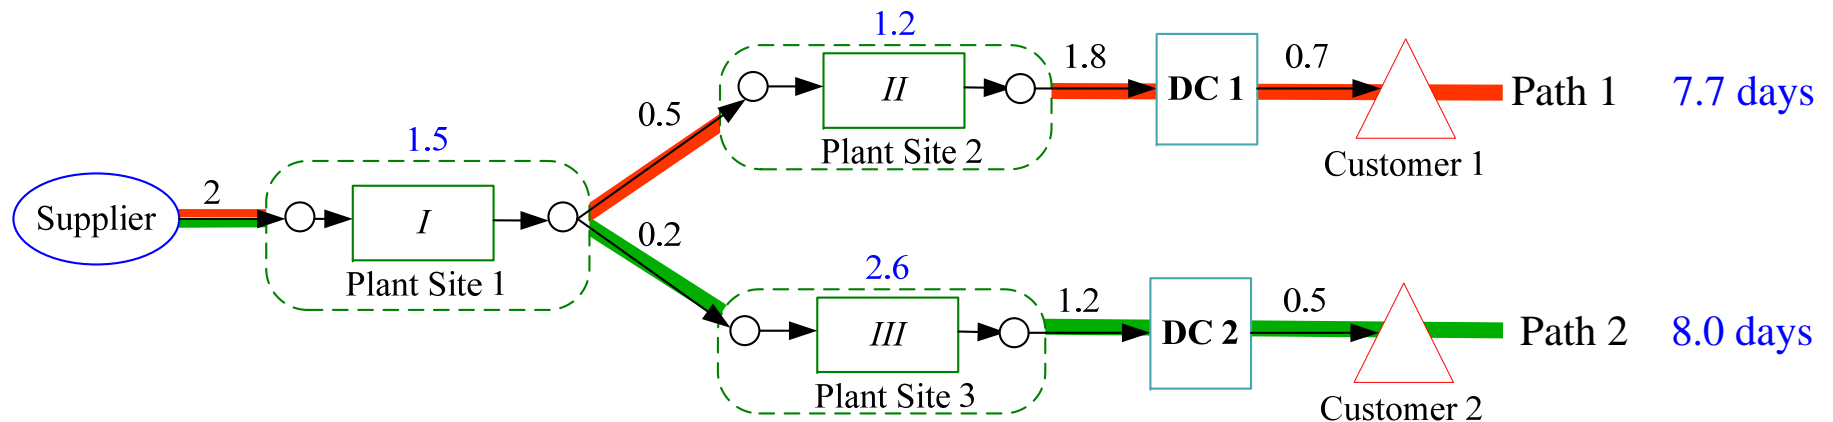 1.2
1.8
0.7
II
DC 1
Path 1
7.7 days
0.5
Plant Site 2
Customer 1
1.5
2
Supplier
I
Plant Site 1
0.2
2.6
1.2
0.5
III
DC 2
Path 2
8.0 days
Plant Site 3
Customer 2